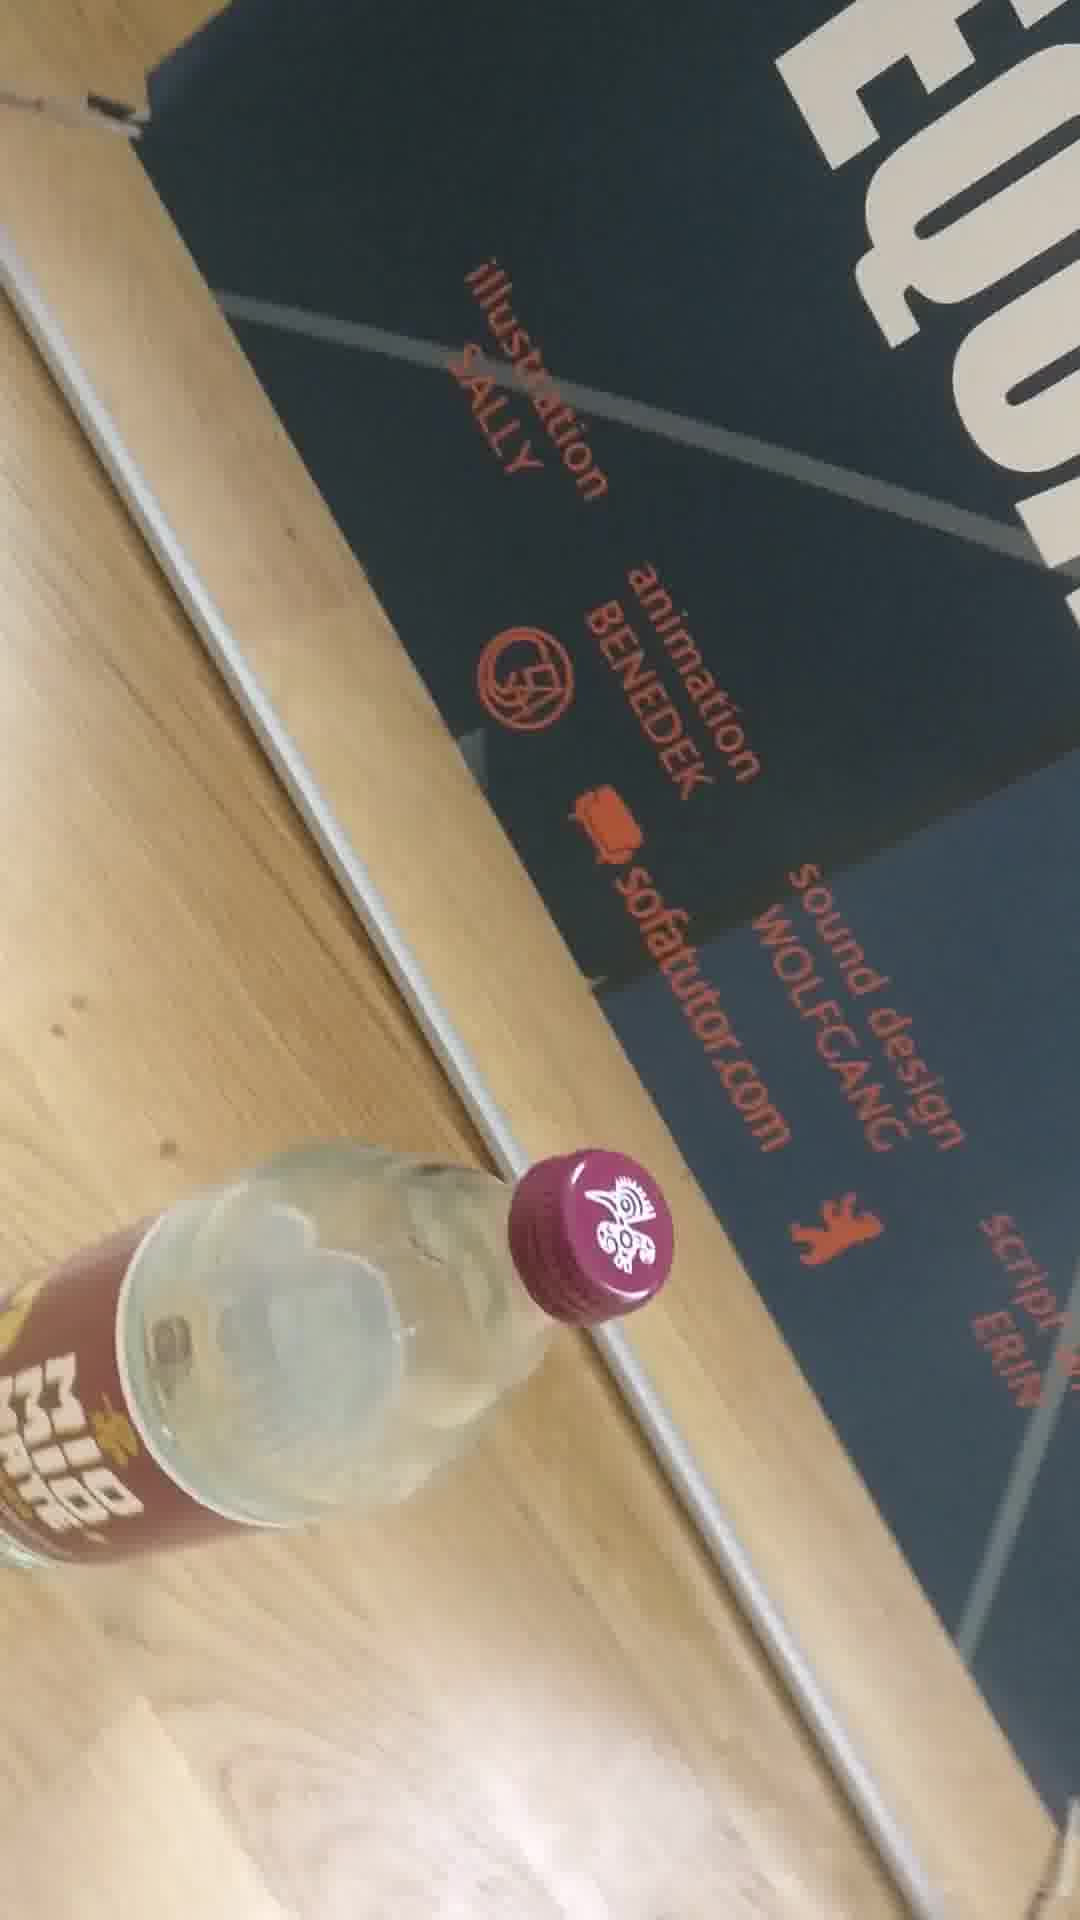 illustration
SALLY
animation
BENEDEK
sound design
WOLFGANG
script
ERIN
sofatutor.com
MIO
MIO
MATE